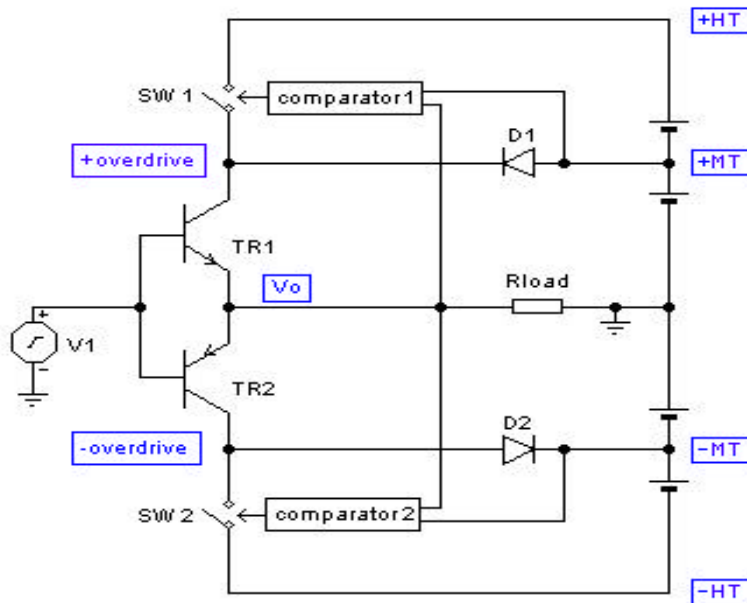 +HT
SW 1
comparator1
D1
+overdrive
+MT
TR1
Vo
Rload
+
V1
-
TR2
D2
-overdrive
-MT
SW 2
comparator2
-HT